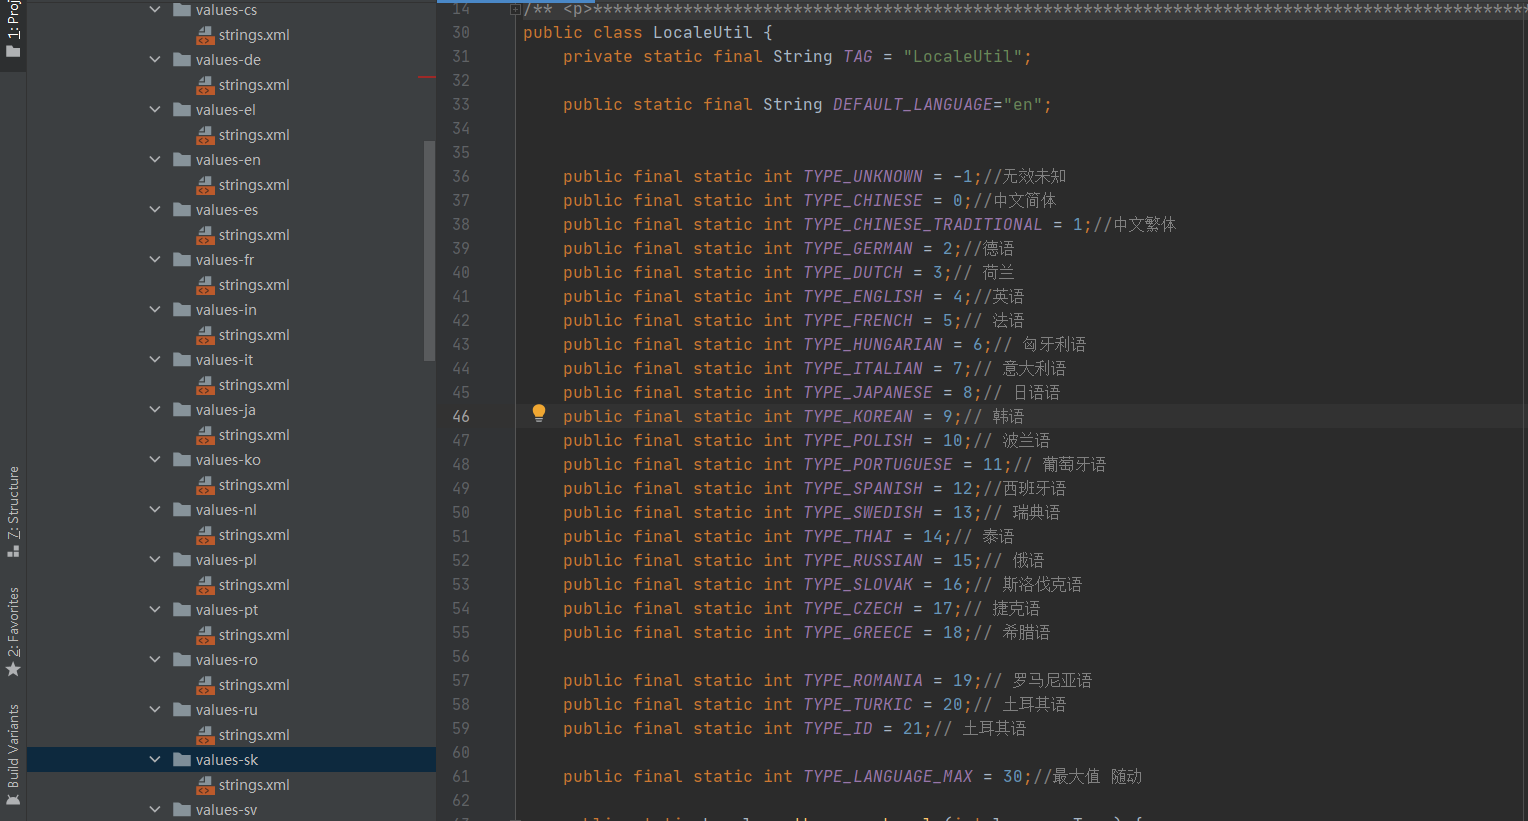 1: Proj
Z: Structure
2: Favorites
Build Variants
values-cs
strings.xml
values-de
strings.xml
values-el
strings.xml
values-en
strings.xml
values-es
strings.xml
values-fr
strings.xml
values-in
strings.xml
values-it
strings.xml
values-ja
strings.xml
values-ko
strings.xml
values-nl
strings.xml
values-pl
strings.xml
values-pt
strings.xml
values-ro
strings.xml
values-ru
strings.xml
values-sk
strings.xml
values-sv
14 /** <p>*********************************************************************************************
30 public class LocaleUtil {
31 private static final String TAG = "LocaleUtil";
32
33 public static final String DEFAULT_LANGUAGE="en";
34
35
36 public final static int TYPE_UNKNOWN = -1;//无效未知
37 public final static int TYPE_CHINESE = 0;//中文简体
38 public final static int TYPE_CHINESE_TRADITIONAL = 1;//中文繁体
39 public final static int TYPE_GERMAN = 2;//德语
40 public final static int TYPE_DUTCH = 3;// 荷兰
41 public final static int TYPE_ENGLISH = 4;//英语
42 public final static int TYPE_FRENCH = 5;// 法语
43 public final static int TYPE_HUNGARIAN = 6;// 匈牙利语
44 public final static int TYPE_ITALIAN = 7;// 意大利语
45 public final static int TYPE_JAPANESE = 8;// 日语语
46 public final static int TYPE_KOREAN = 9;// 韩语
47 public final static int TYPE_POLISH = 10;// 波兰语
48 public final static int TYPE_PORTUGUESE = 11;// 葡萄牙语
49 public final static int TYPE_SPANISH = 12;//西班牙语
50 public final static int TYPE_SWEDISH = 13;// 瑞典语
51 public final static int TYPE_THAI = 14;// 泰语
52 public final static int TYPE_RUSSIAN = 15;// 俄语
53 public final static int TYPE_SLOVAK = 16;// 斯洛伐克语
54 public final static int TYPE_CZECH = 17;// 捷克语
55 public final static int TYPE_GREECE = 18;// 希腊语
56
57 public final static int TYPE_ROMANIA = 19;// 罗马尼亚语
58 public final static int TYPE_TURKIC = 20;// 土耳其语
59 public final static int TYPE_ID = 21;// 土耳其语
60
61 public final static int TYPE_LANGUAGE_MAX = 30;//最大值 随动
62